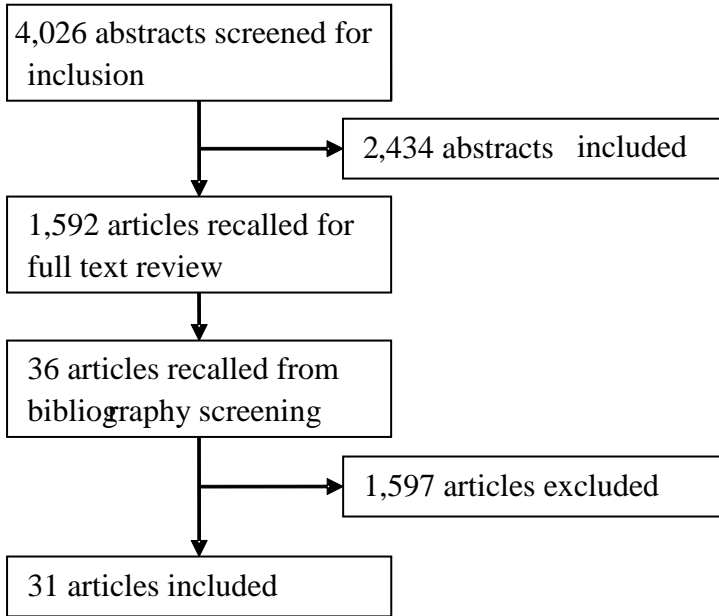 4,026 abstracts screened for
inclusion
2,434 abstracts included
1,592 articles recalled for
full text review
36 articles recalled from
bibliography screening
1,597 articles excluded
31 articles included